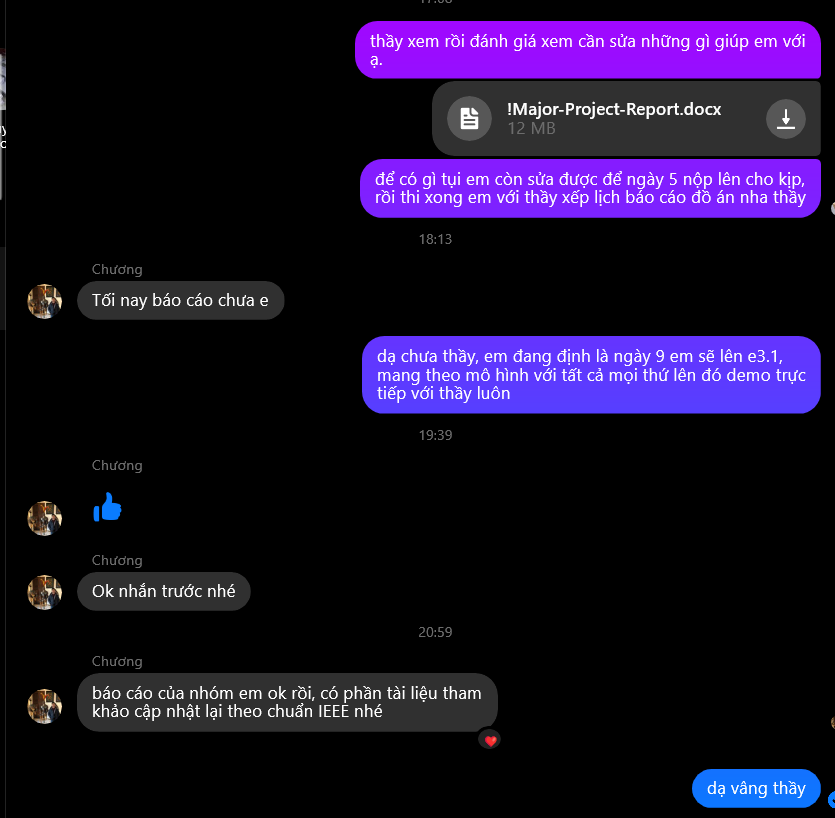 thầy xem rồi đánh giá xem cần sửa những gì giúp em với
ạ.
!Major-Project-Report.docx
12 MB
để có gì tụi em còn sửa được để ngày 5 nộp lên cho kịp,
rồi thi xong em với thầy xếp lịch báo cáo đồ án nha thầy
18:13
Chương
Tối nay báo cáo chưa e
dạ chưa thầy, em đang định là ngày 9 em sẽ lên e3.1,
mang theo mô hình với tất cả mọi thứ lên đó demo trực
tiếp với thầy luôn
19:39
Chương
Chương
Ok nhắn trước nhé
20:59
Chương
báo cáo của nhóm em ok rồi, có phần tài liệu tham
khảo cập nhật lại theo chuẩn IEEE nhé
dạ vâng thầy